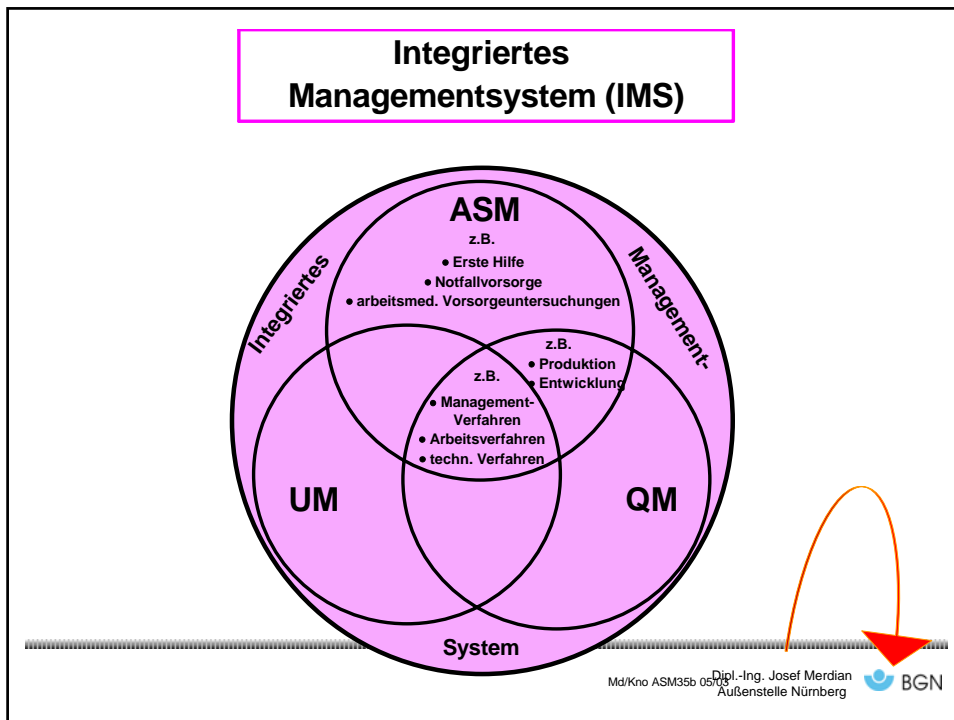 Integriertes
Managementsystem (IMS)
ASM
z.B.
• Erste Hilfe
• Notfallvorsorge
• arbeitsmed. Vorsorgeuntersuchungen
Integriertes
Management-
z.B.
• Produktion
• Entwicklung
z.B.
• Management-
Verfahren
• Arbeitsverfahren
• techn. Verfahren
UM
QM
System
Md/Kno ASM35b 05/03
Dipl.-Ing. Josef Merdian
Außenstelle Nürnberg
BGN